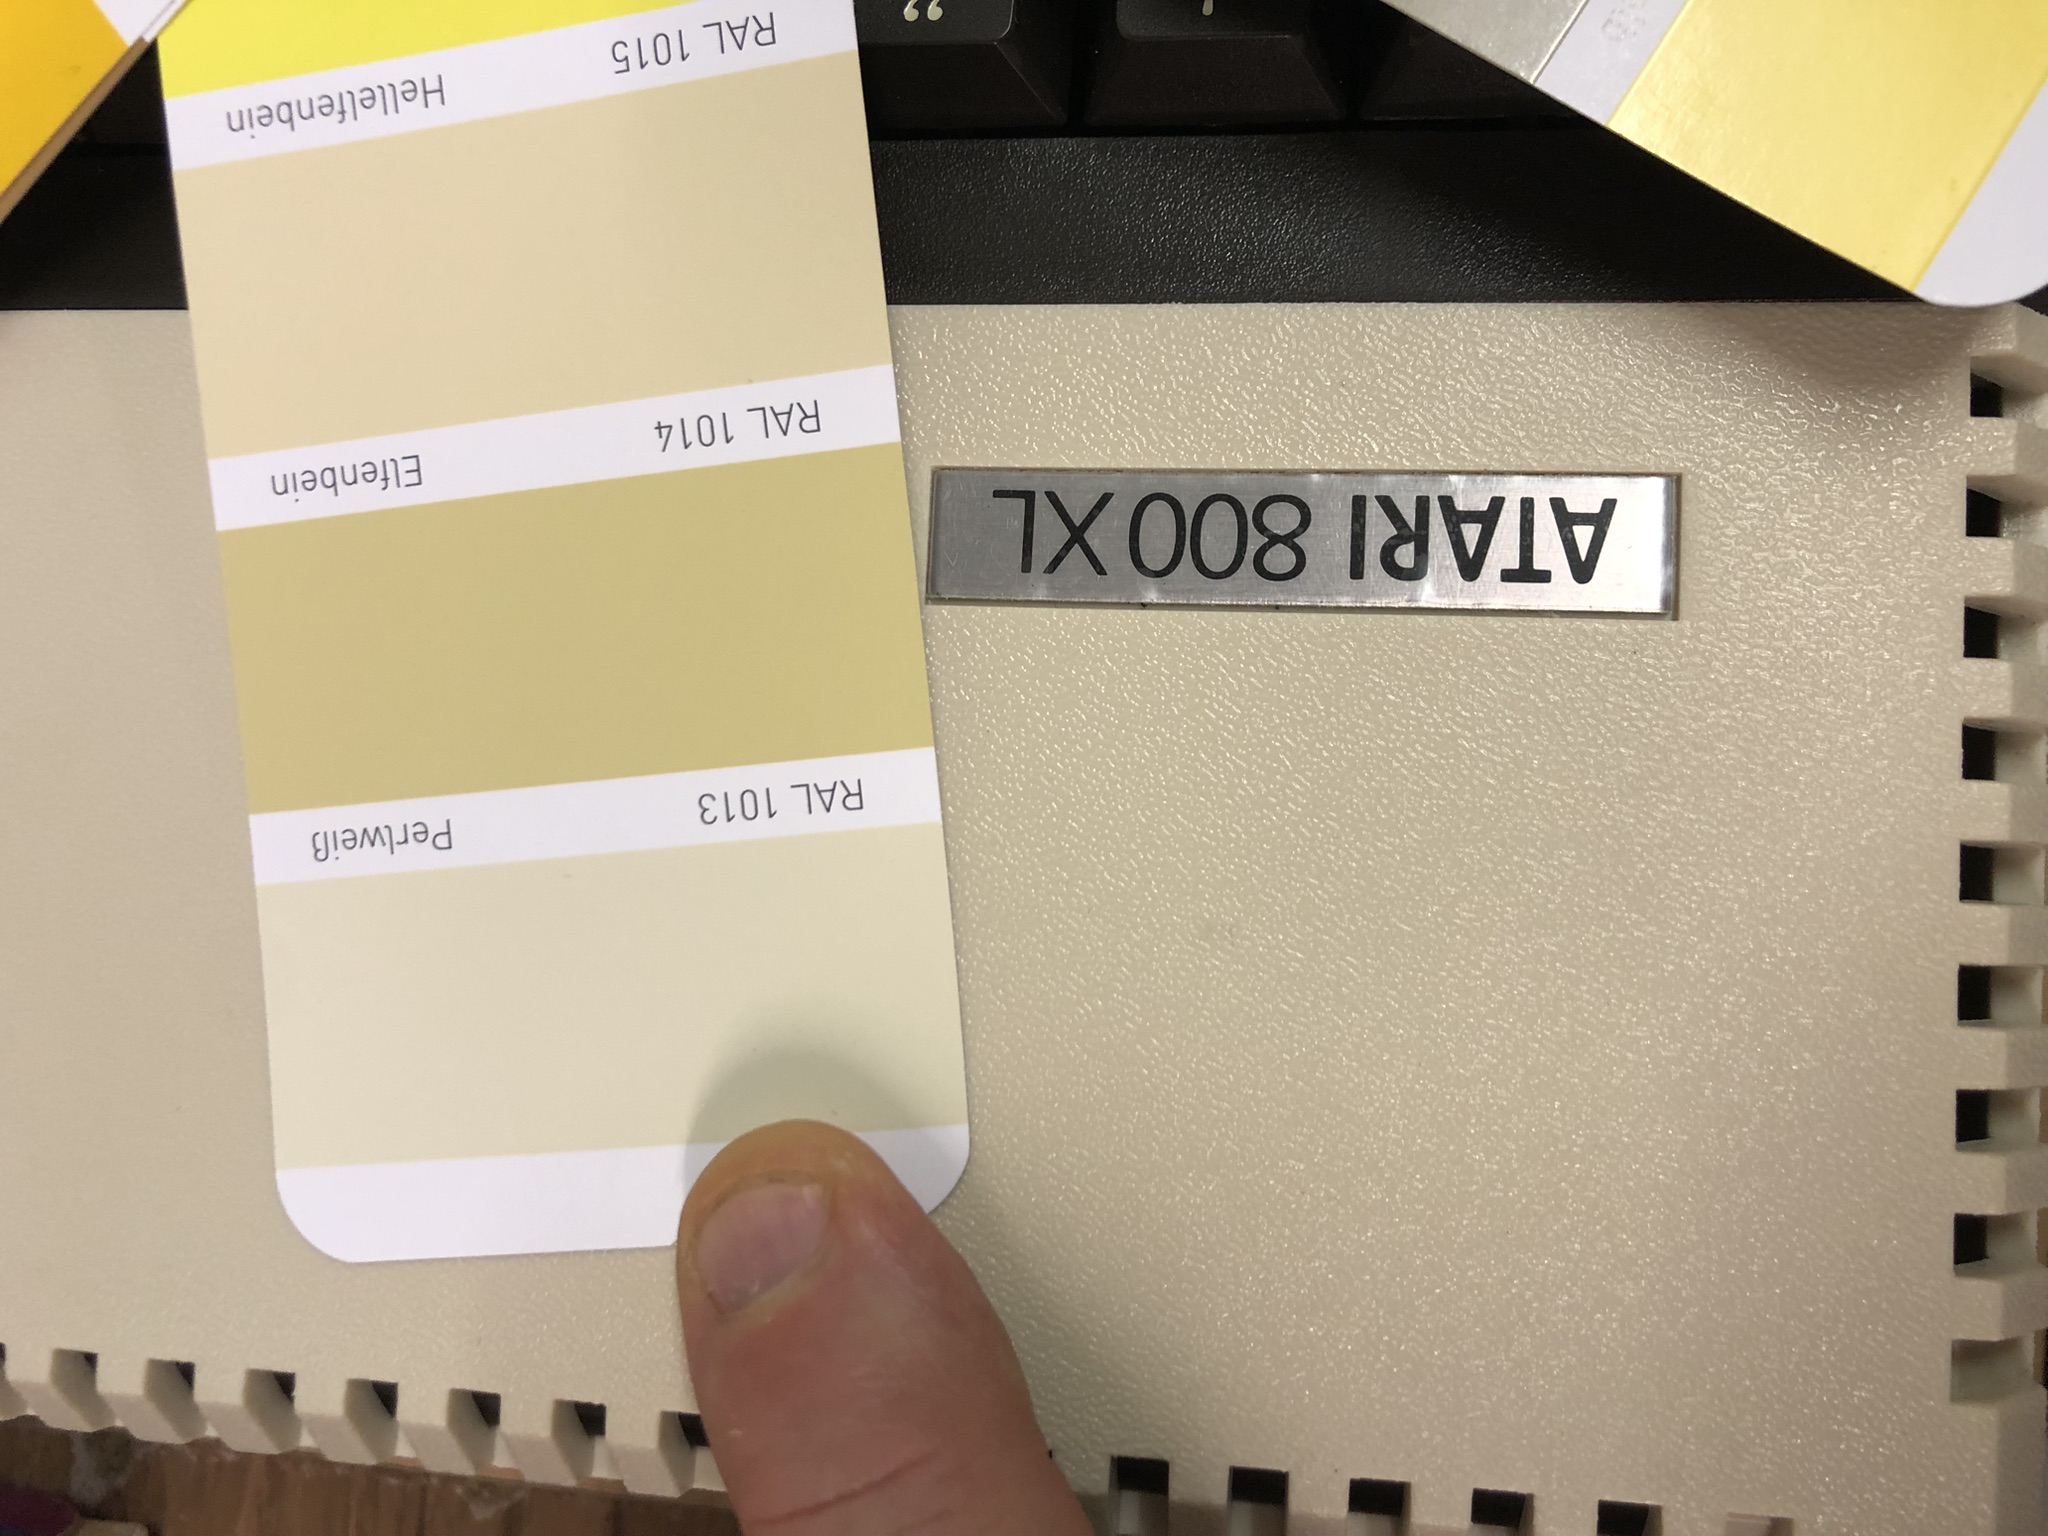 RAL 1013 Perlweiß
ATARI 800XL
RAL 1014 Elfenbein
RAL 1015 Hellelfenbein